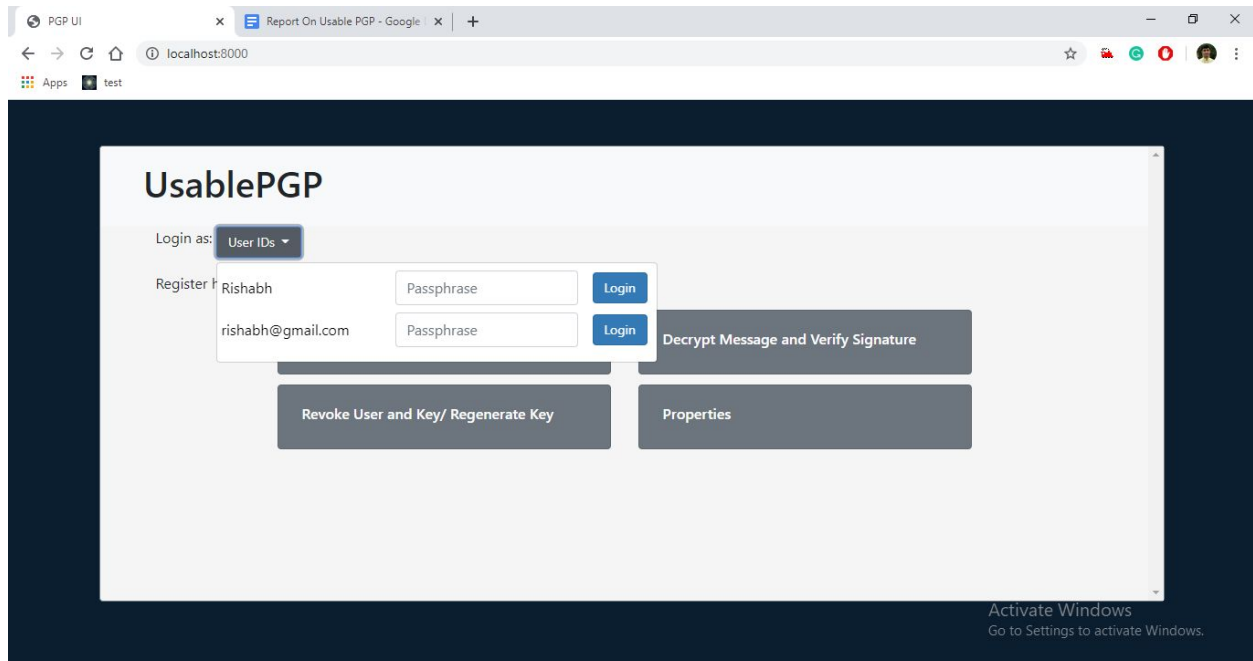 PGP UI
Report On Usable PGP - Google
localhost:8000
Apps test
UsablePGP
Login as: User IDs
Register
Rishabh Passphrase Login
rishabh@gmail.com Passphrase Login
Decrypt Message and Verify Signature
Revoke User and Key/ Regenerate Key Properties
Activate Windows
Go to Settings to activate Windows.